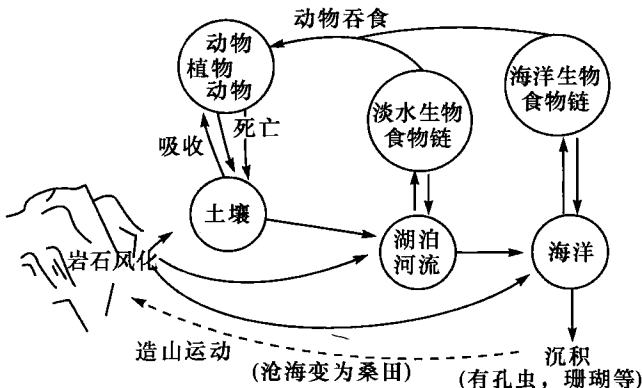 动物吞食
动物
植物
动物
海洋生物
食物链
淡水生物
食物链
死亡
吸收
土壤
湖泊
河流
海洋
岩石风化
造山运动
(沧海变为桑田)
沉积
(有孔虫，珊瑚等)